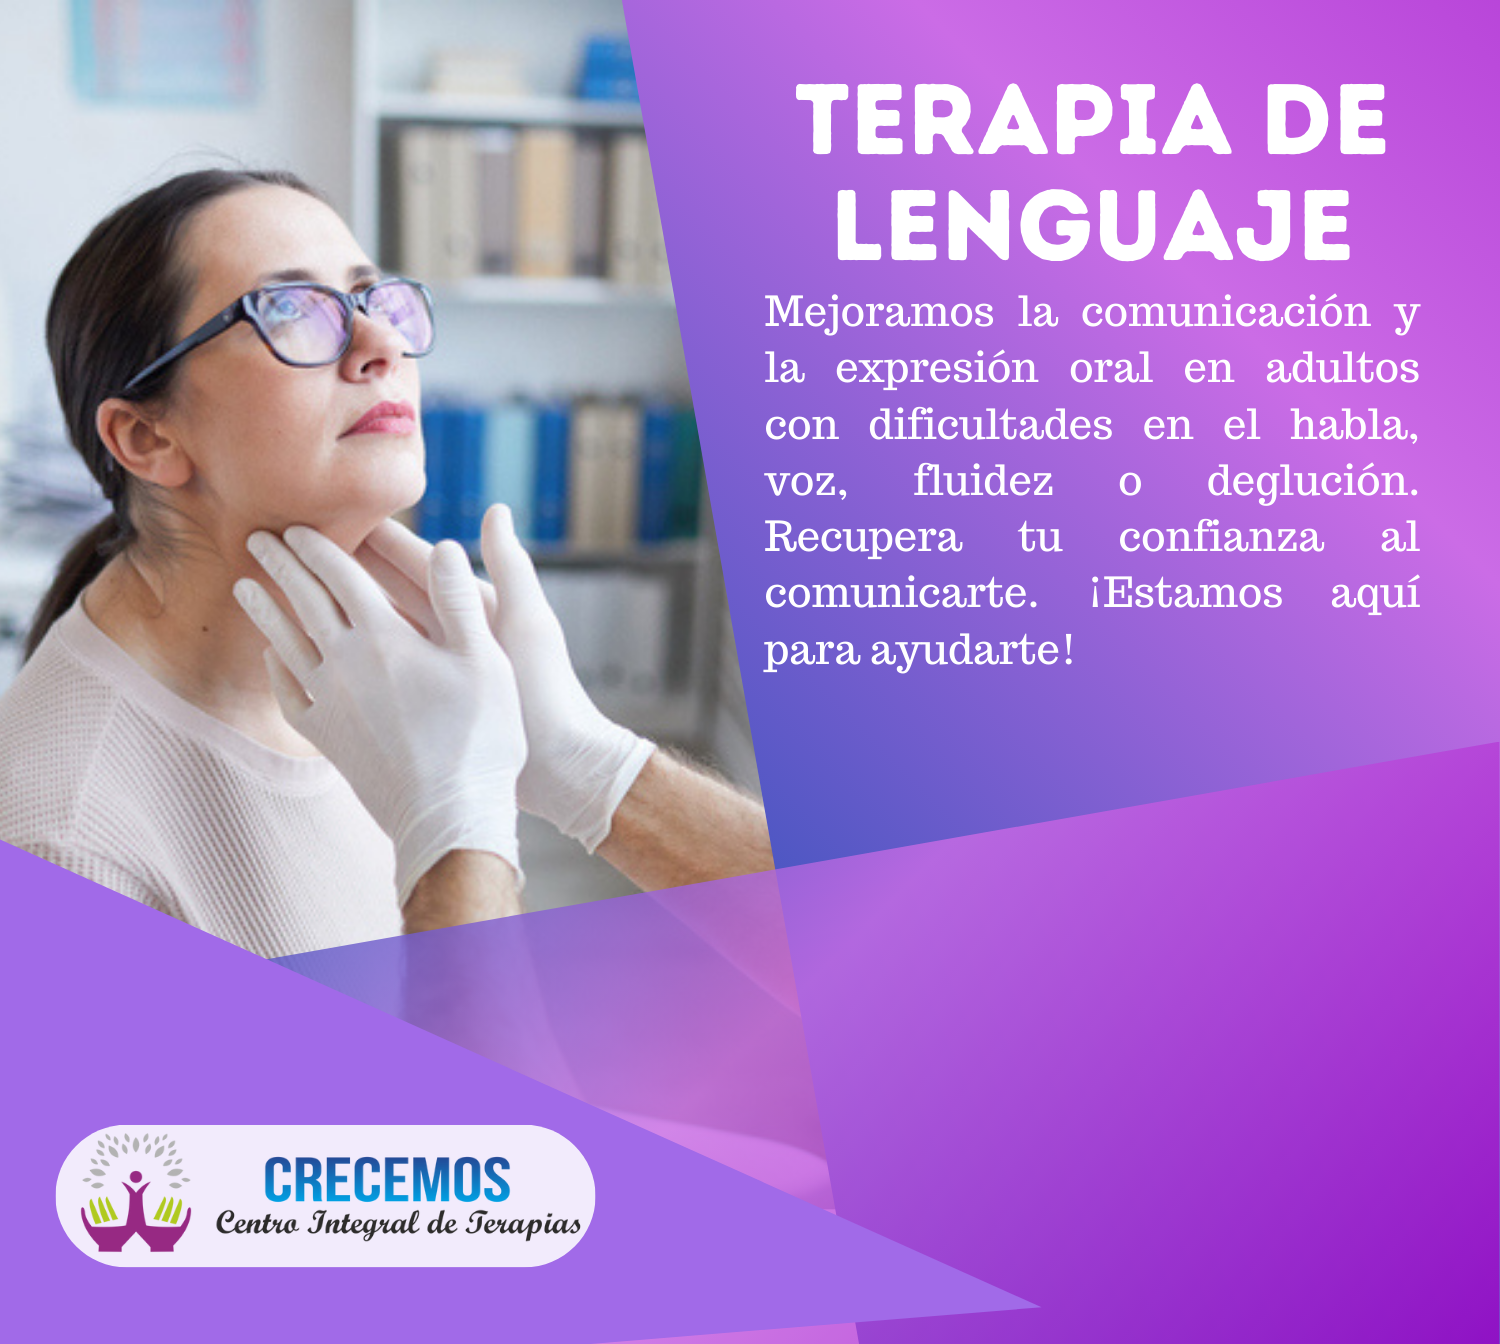 TERAPIA DE
LENGUAJE
Mejoramos la comunicación y
la expresión oral en adultos
con dificultades en el habla,
voz, fluidez o deglución.
Recupera tu confianza al
comunicarte. ¡Estamos aquí
para ayudarte!
CRECEMOS
Centro Integral de Terapias